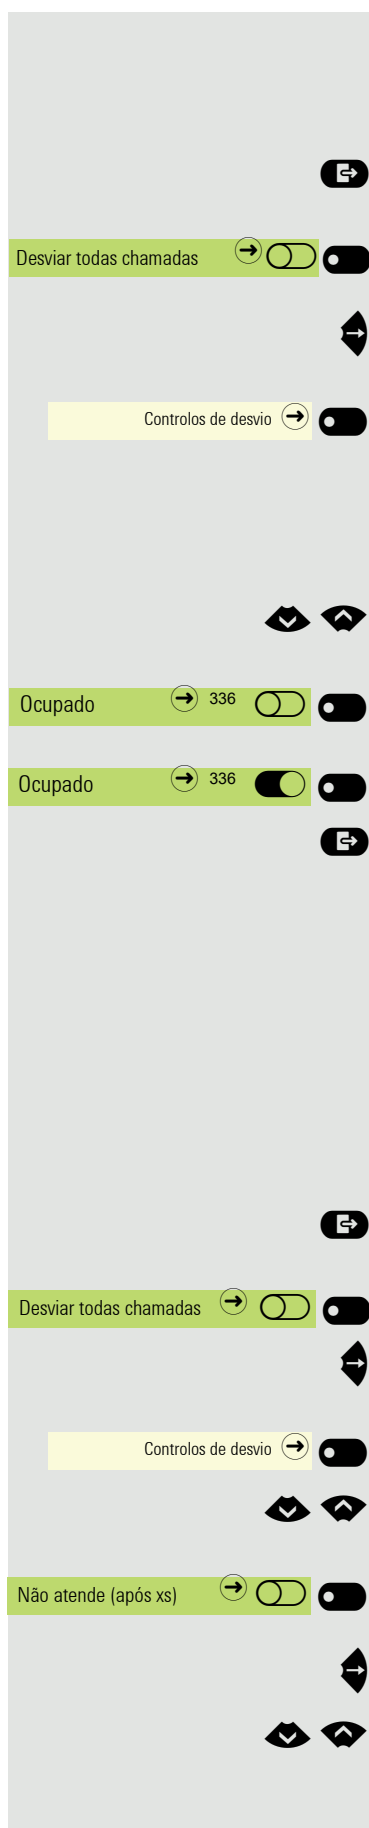 Desviar todas chamadas
Controlos de desvio
Ocupado 336
Ocupado 336
Desviar todas chamadas
Controlos de desvio
Não atende (após xs)